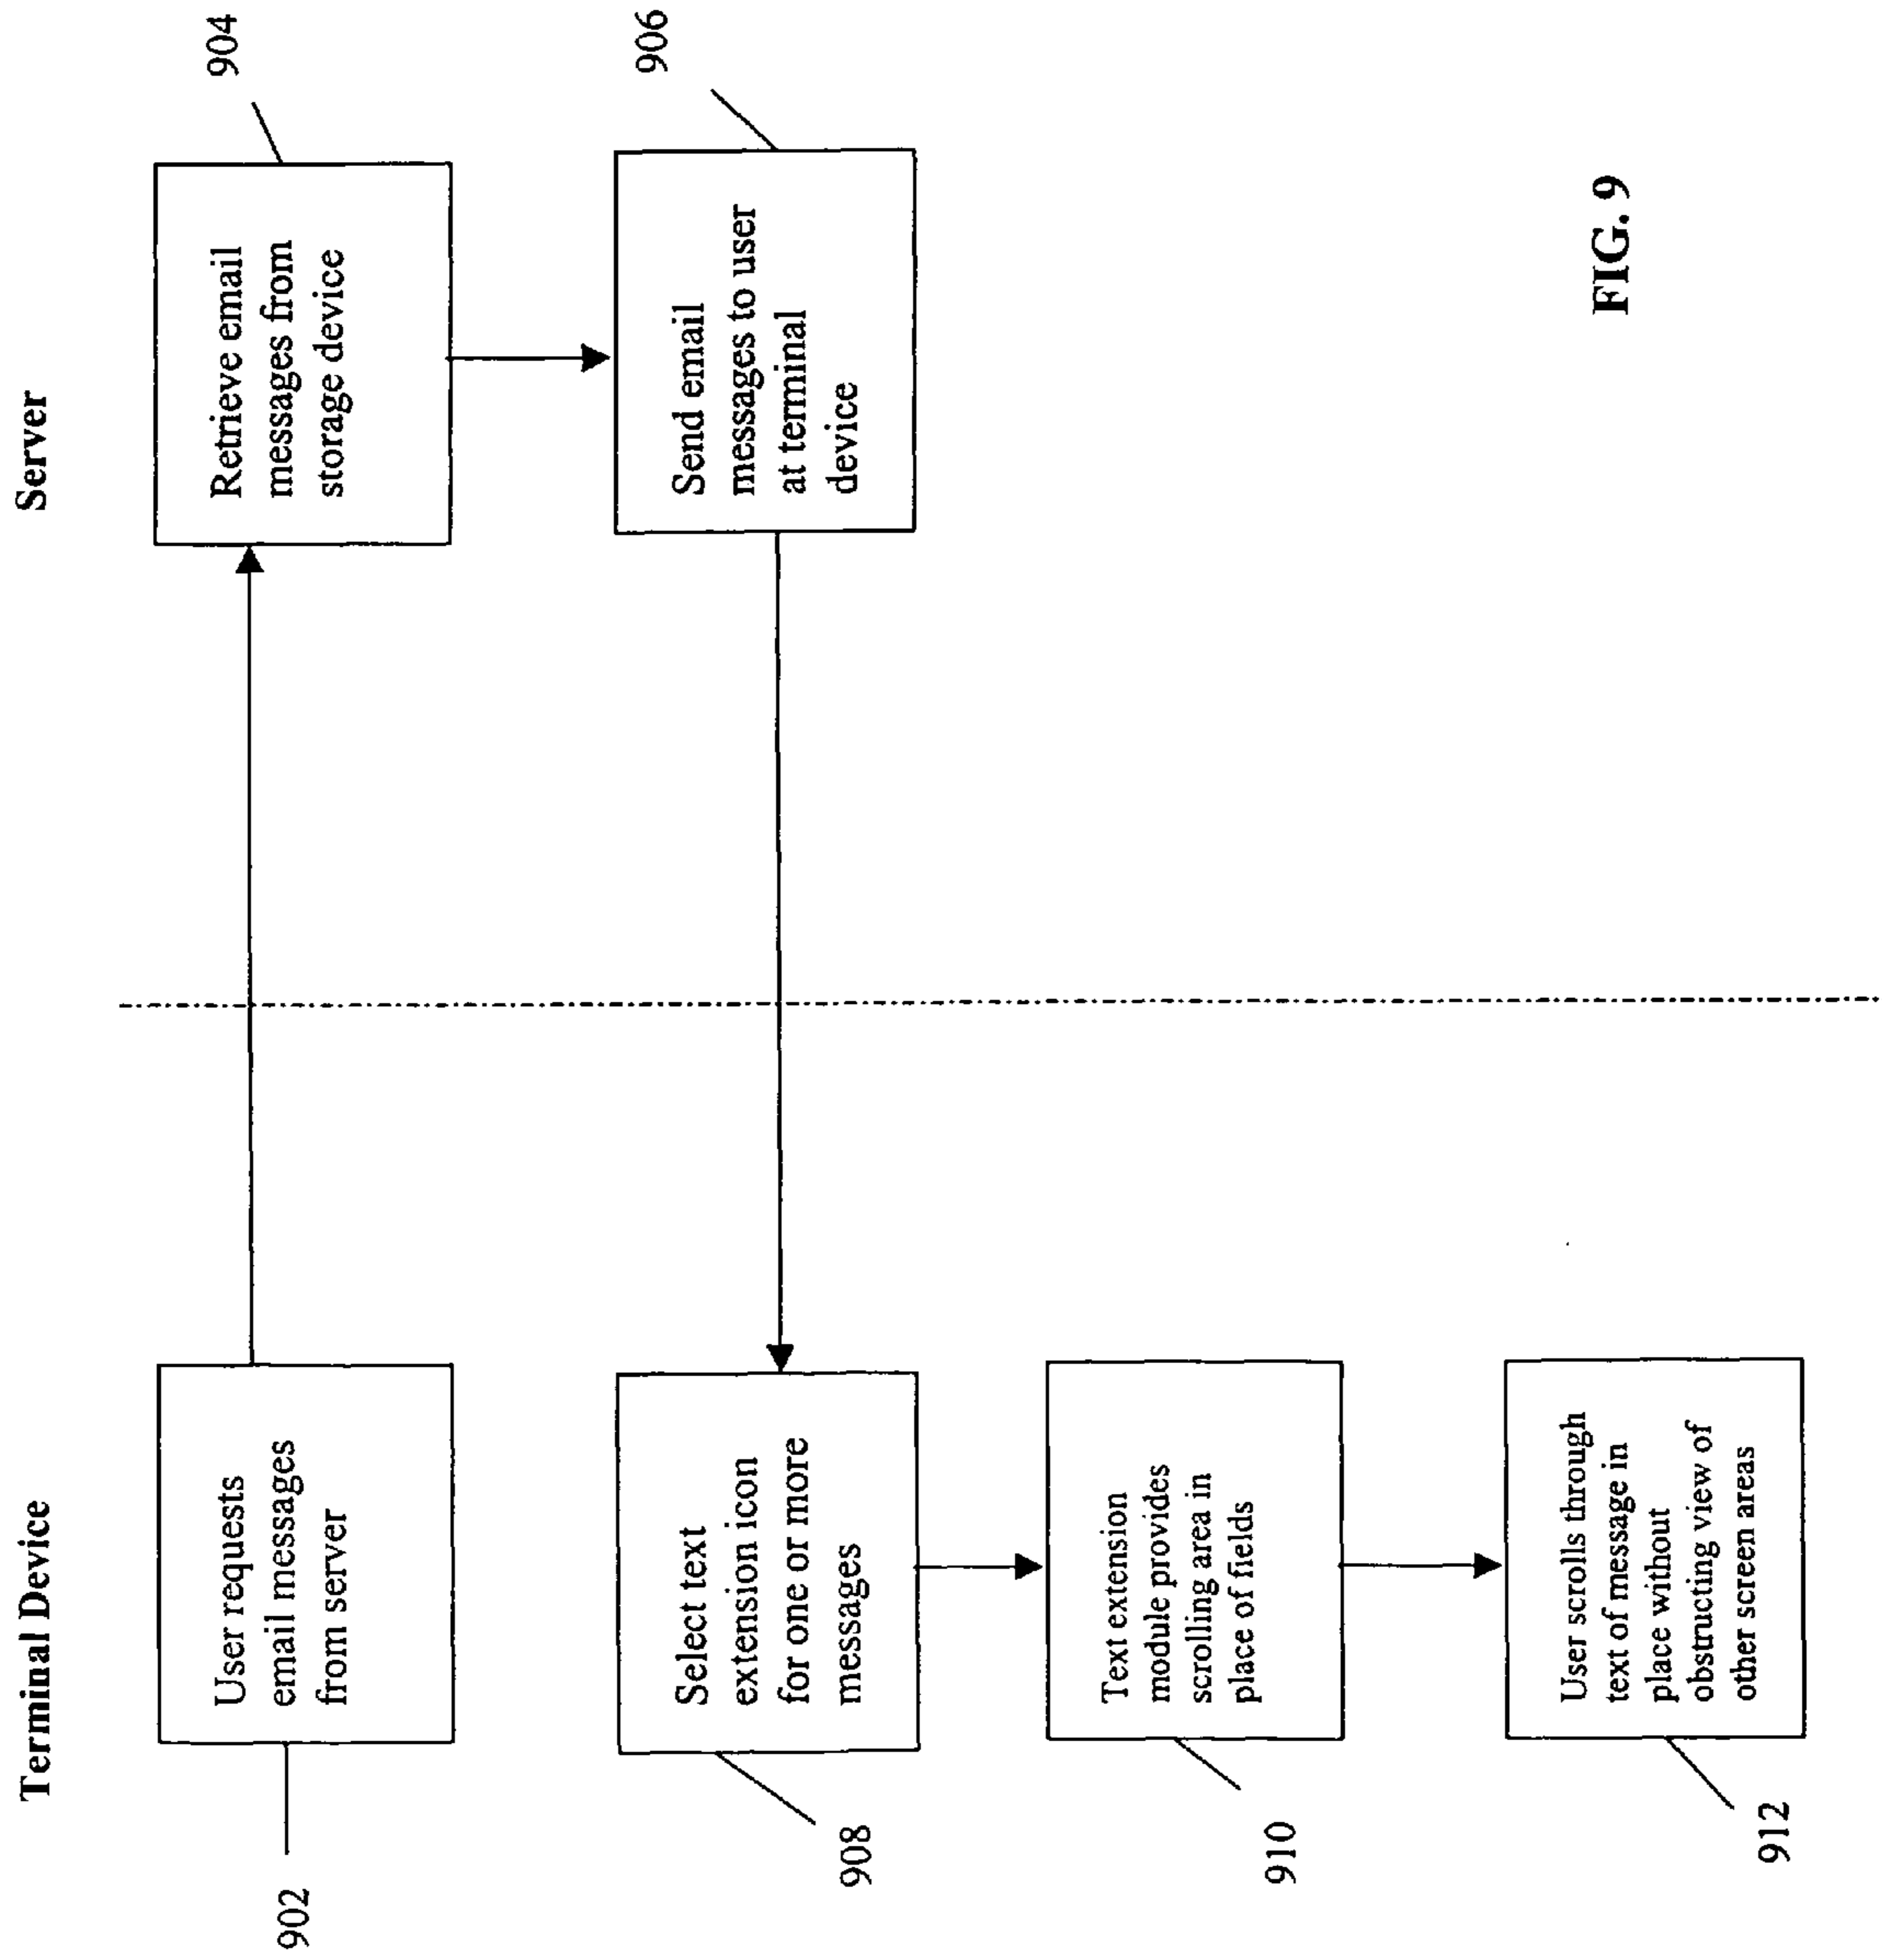 Terminal Device
Server
902
User requests
email messages
from server
904
Retrieve email
messages from
storage device
906
Send email
messages to user
at terminal
device
908
Select text
extension icon
for one or more
messages
910
Text extension
module provides
scrolling area in
place of fields
912
User scrolls through
text of message in
place without
obstructing view of
other screen areas
FIG. 9